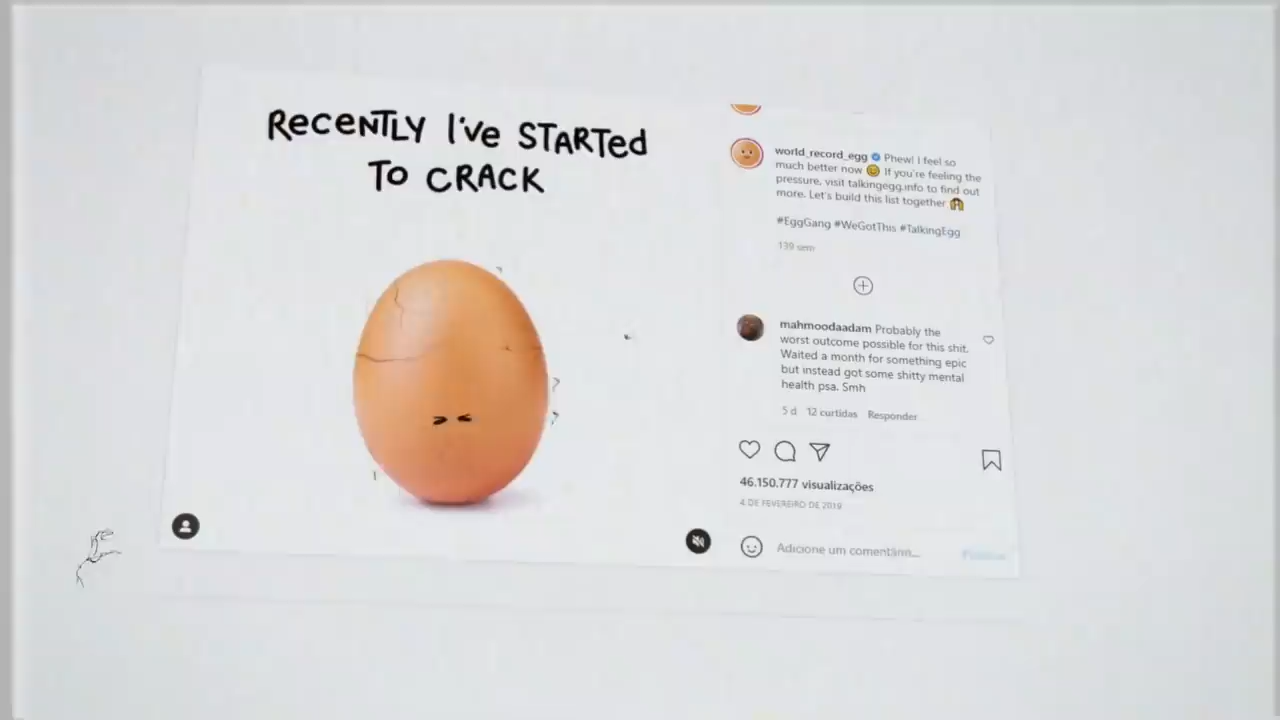 RECENTLY I'VE STARTED
TO CRACK
world_record_egg Phew! I feel so
much better now 😊 If you're feeling the
pressure, visit talkingegg.info to find out
more. Let's build this list together 🙌
#EggGang #WeGotThis #TalkingEgg
139 sem
mahmoodaadam Probably the
worst outcome possible for this shit.
Waited a month for something epic
but instead got some shitty mental
health psa. Smh
5 d 12 curtidas Responder
46.150.777 visualizações
4 DE FEVEREIRO DE 2019
Adicione um comentário...